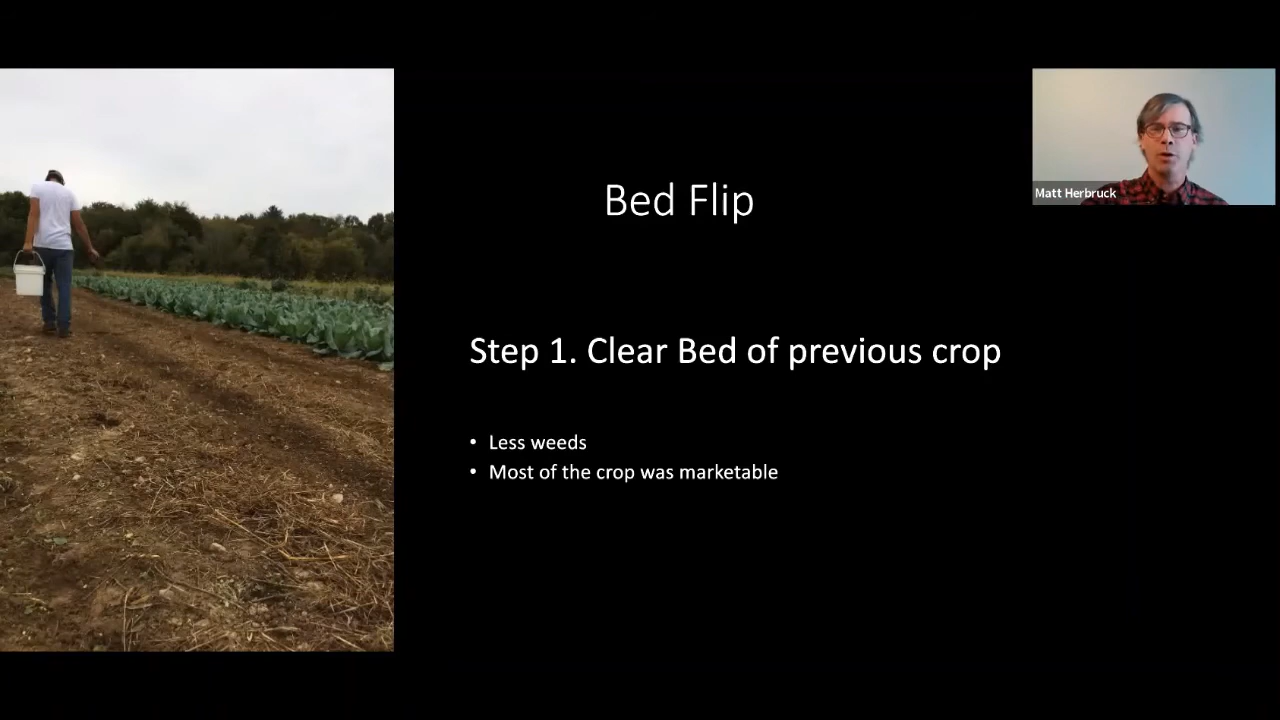 Bed Flip
Matt Herbruck
Step 1. Clear Bed of previous crop
• Less weeds
• Most of the crop was marketable